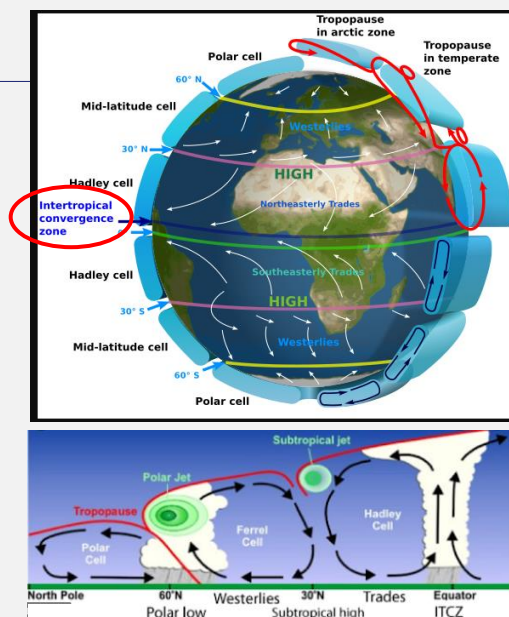 Tropopause
in arctic zone
Tropopause
in temperate
zone
Polar cell
60° N
Mid-latitude cell
Westerlies
30° N
HIGH
Hadley cell
Intertropical
convergence
zone
Northeasterly Trades
Southeasterly Trades
Hadley cell
HIGH
30° S
Westerlies
Mid-latitude cell
60° S
Polar cell
Subtropical jet
Polar Jet
Tropopause
Hadley
Cell
Ferrel
Cell
Polar
Cell
North Pole 60°N Westerlies 30°N Trades Equator
Polar low Subtropical high ITCZ